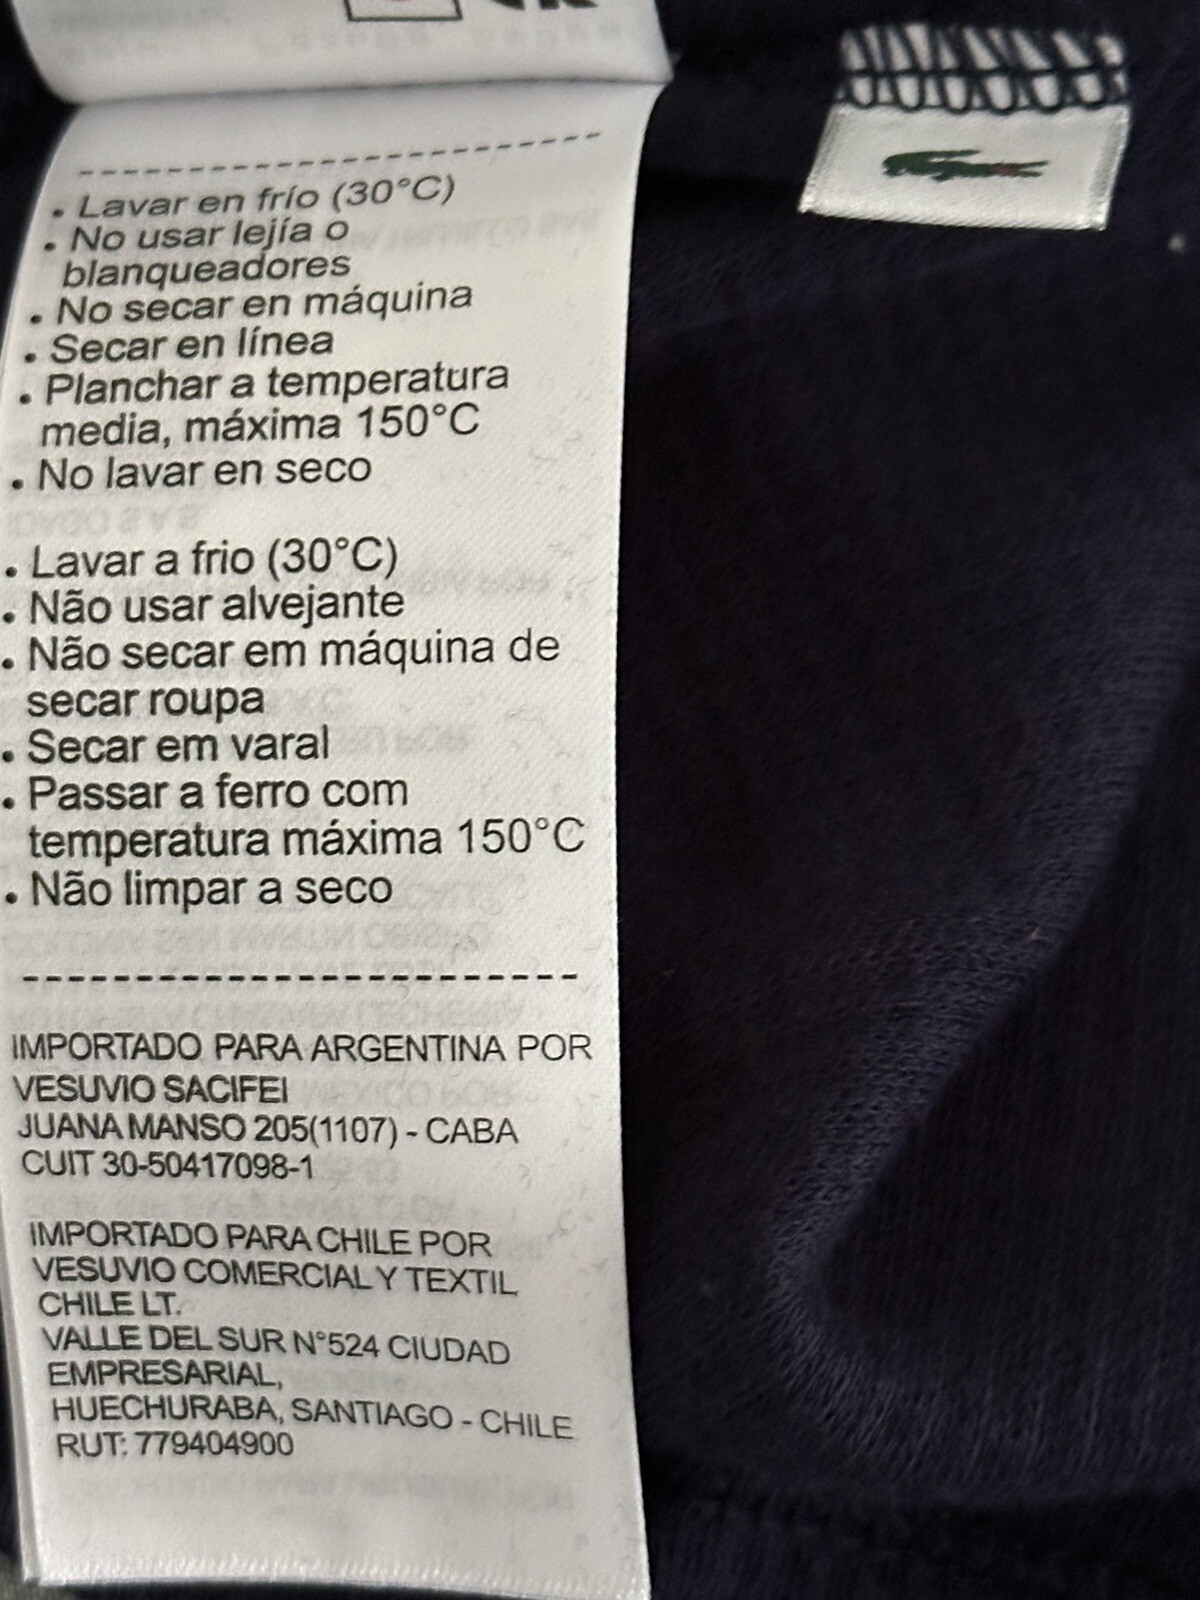 - - - - - - - - - - - - - - - - - - - - - - - -
. Lavar en frío (30°C)
. No usar lejía o
blanqueadores
. No secar en máquina
. Secar en línea
. Planchar a temperatura
media, máxima 150°C
. No lavar en seco
. Lavar a frio (30°C)
. Não usar alvejante
. Não secar em máquina de
secar roupa
. Secar em varal
. Passar a ferro com
temperatura máxima 150°C
. Não limpar a seco
- - - - - - - - - - - - - - - - - - - - - - - -
IMPORTADO PARA ARGENTINA POR
VESUVIO SACIFEI
JUANA MANSO 205(1107) - CABA
CUIT 30-50417098-1
IMPORTADO PARA CHILE POR
VESUVIO COMERCIAL Y TEXTIL
CHILE LT.
VALLE DEL SUR N°524 CIUDAD
EMPRESARIAL,
HUECHURABA, SANTIAGO - CHILE
RUT: 779404900